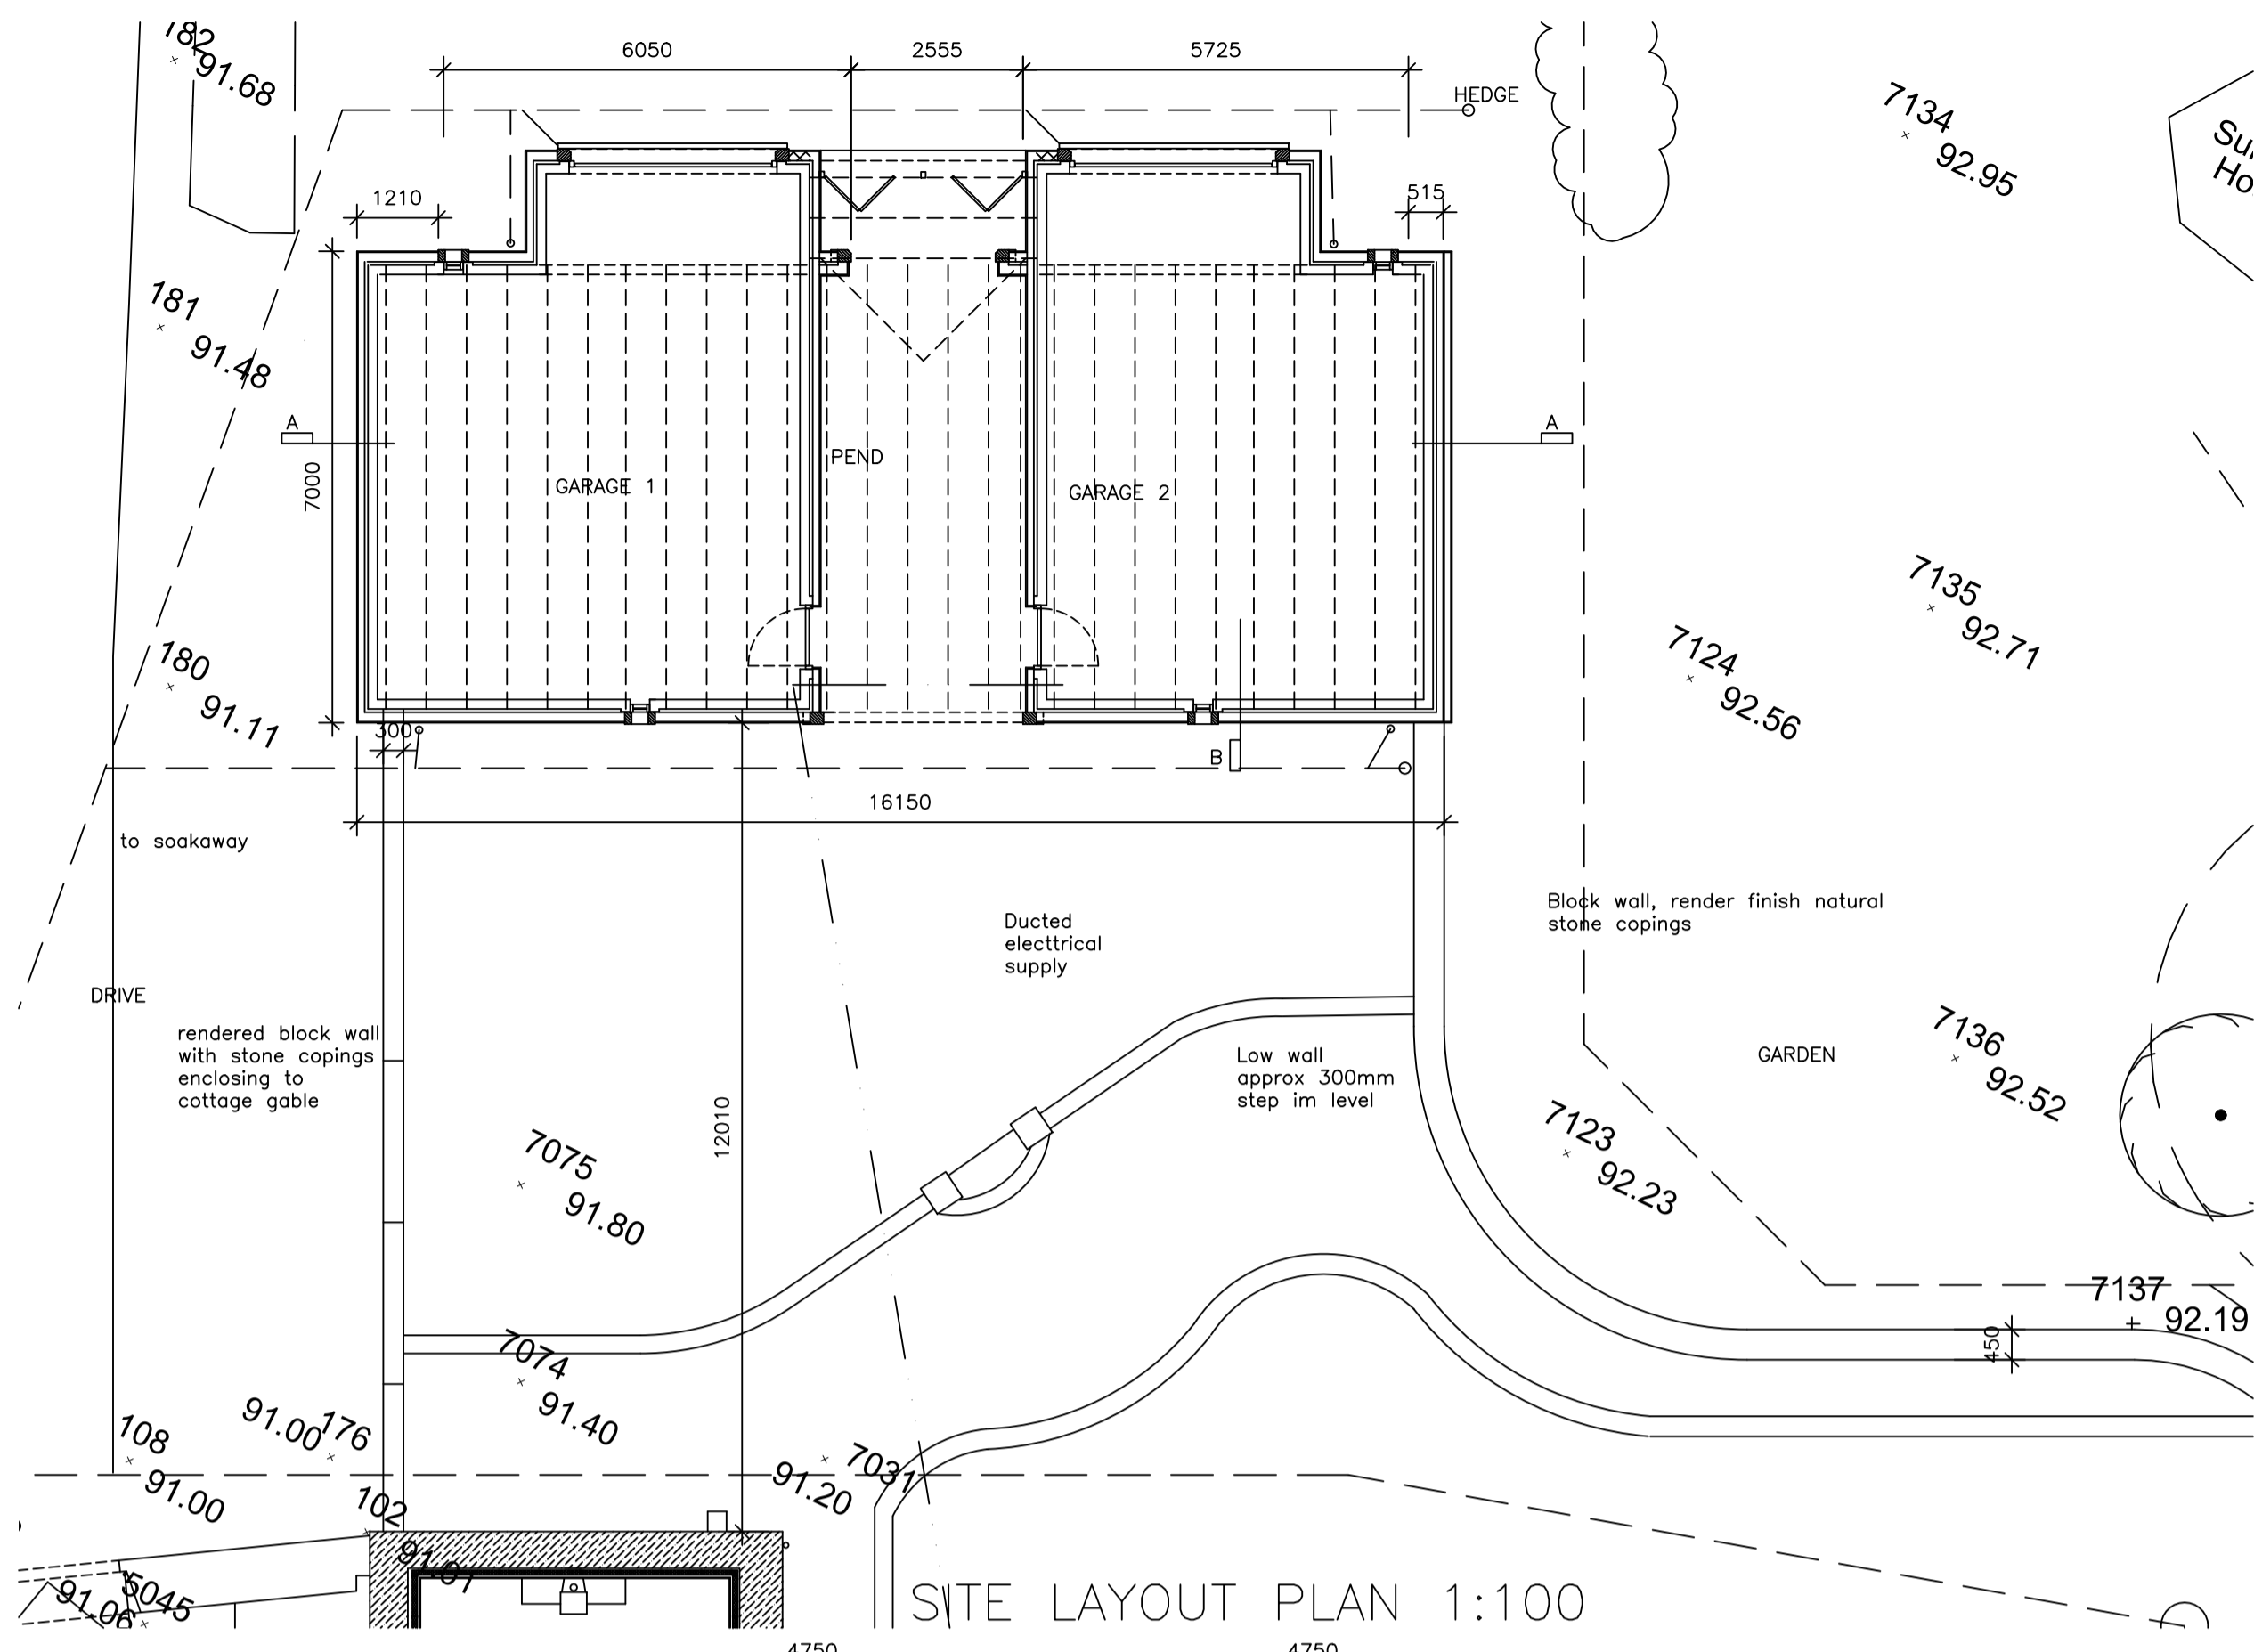 182
91.68
6050
2555
5725
HEDGE
7134
92.95
1210
515
181
91.48
A
A
7000
PEND
GARAGE 1
GARAGE 2
7135
92.71
7124
92.56
180
91.11
300
B
16150
to soakaway
Block wall, render finish natural
stone copings
Ducted
electtrical
supply
DRIVE
rendered block wall
with stone copings
enclosing to
cottage gable
Low wall
approx 300mm
step im level
GARDEN
7136
92.52
12010
7075
91.80
7123
92.23
7137
92.19
450
7074
91.40
108
91.00
91.00
176
7031
91.20
102
91.01
5045
91.06
SITE LAYOUT PLAN 1:100
4750
4750